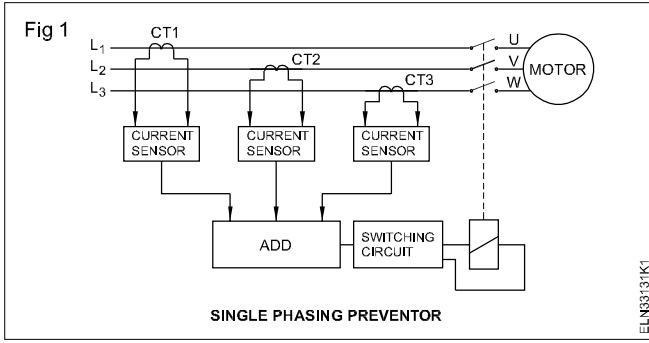 Fig 1
CT1
L1
U
CT2
L2
V
MOTOR
CT3
L3
W
CURRENT
SENSOR
CURRENT
SENSOR
CURRENT
SENSOR
ADD
SWITCHING
CIRCUIT
SINGLE PHASING PREVENTOR
ELN33131K1